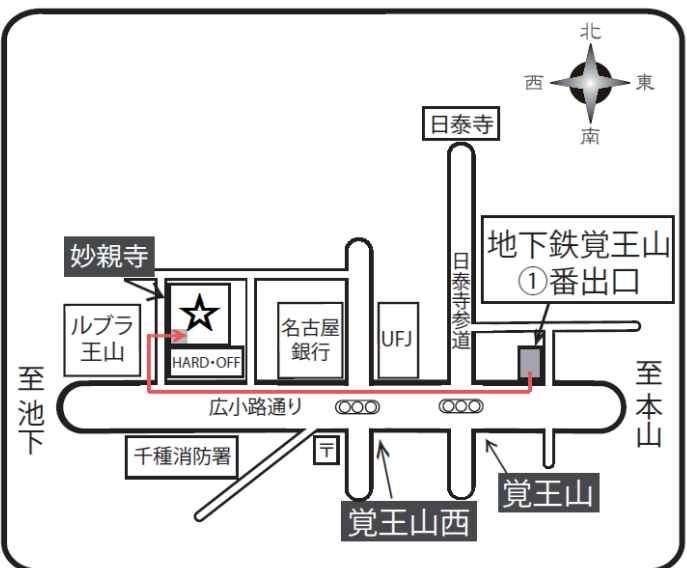 北
西
東
南
日泰寺
地下鉄覚王山
①番出口
妙親寺
日泰寺参道
ルブラ
王山
名古屋
銀行
UFJ
HARD・OFF
至池下
至本山
広小路通り
千種消防署
〒
覚王山
覚王山西